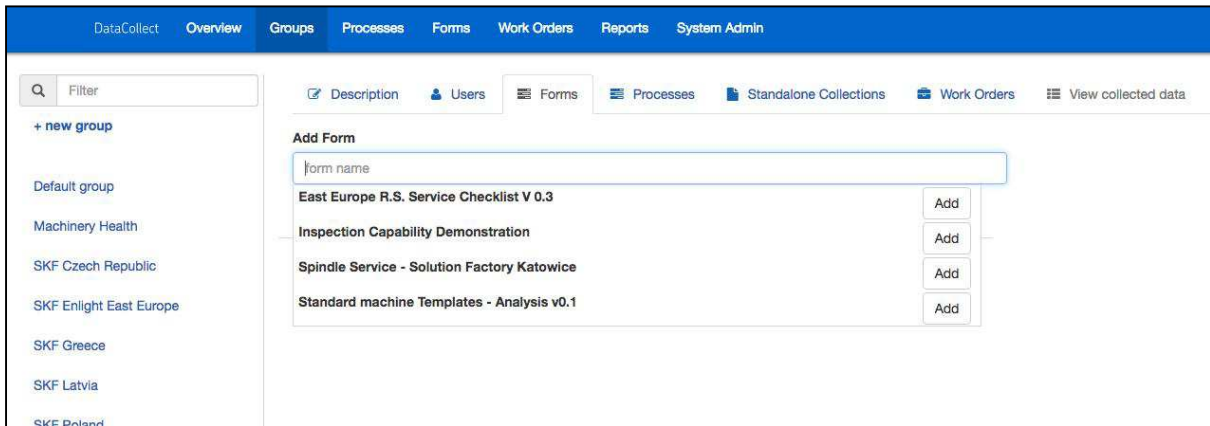 DataCollect Overview Groups Processes Forms Work Orders Reports System Admin
Filter
+ new group
Default group
Machinery Health
SKF Czech Republic
SKF Enlight East Europe
SKF Greece
SKF Latvia
SKF Poland
Description Users Forms Processes Standalone Collections Work Orders View collected data
Add Form
form name
East Europe R.S. Service Checklist V 0.3 Add
Inspection Capability Demonstration Add
Spindle Service - Solution Factory Katowice Add
Standard machine Templates - Analysis v0.1 Add